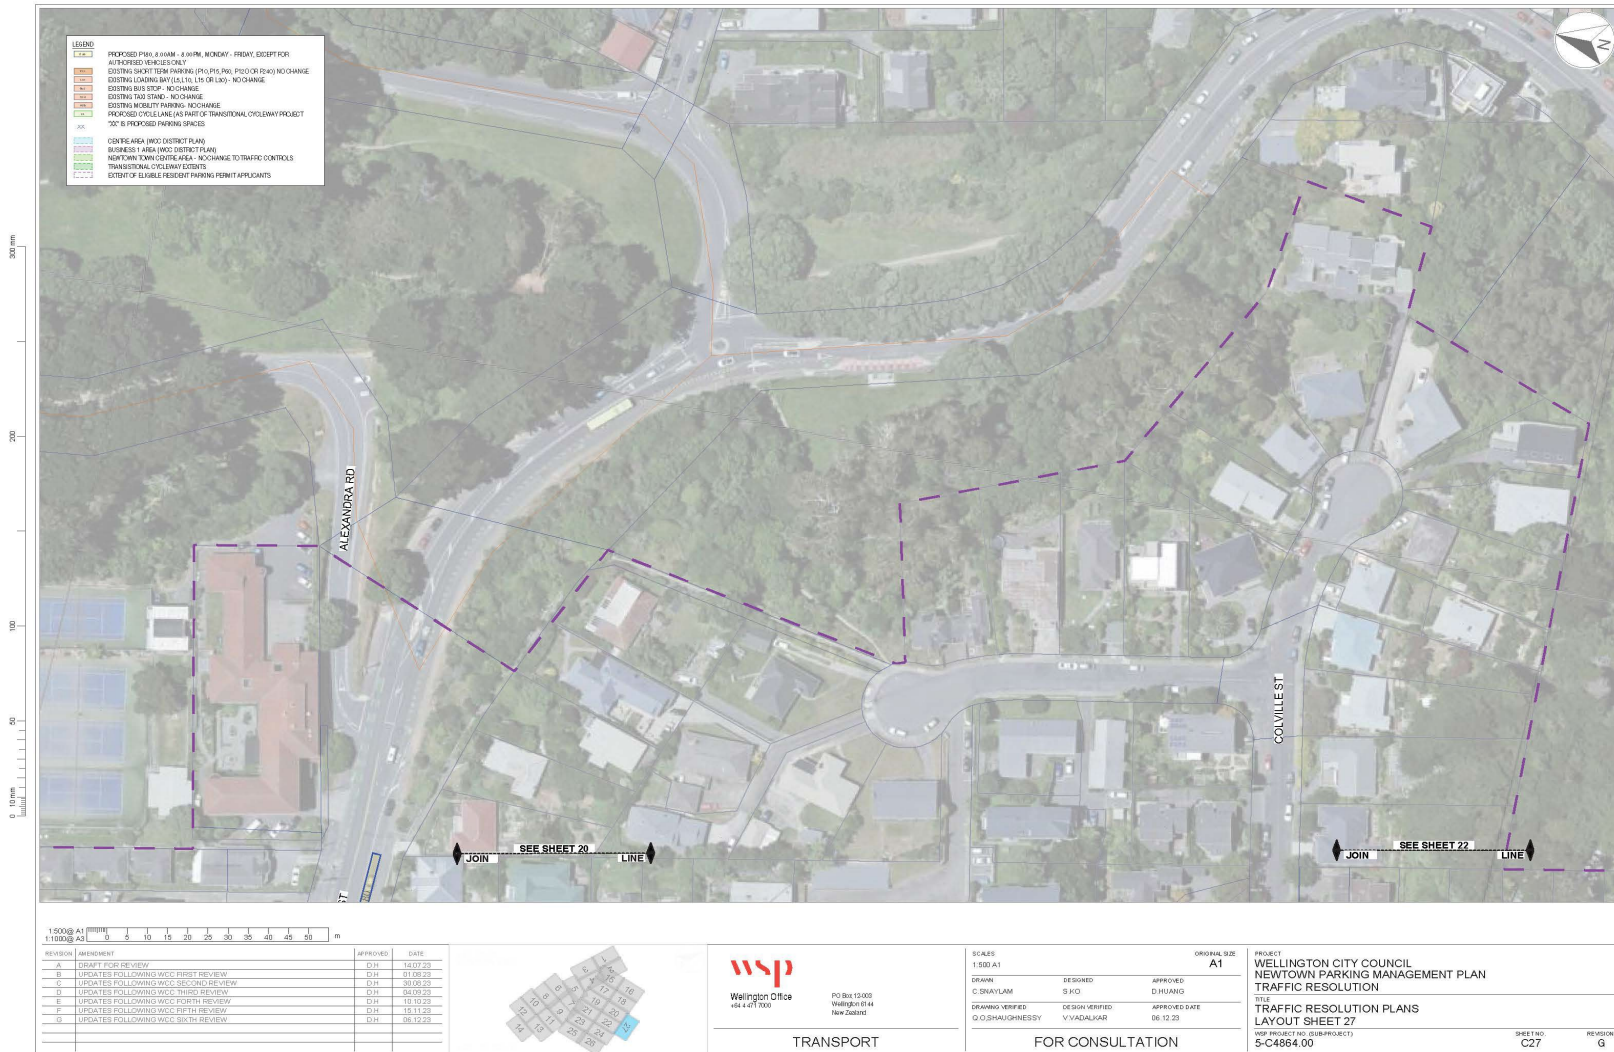 LEGEND
PROPOSED P180, 8.00AM - 8.00PM, MONDAY - FRIDAY, EXCEPT FOR
AUTHORISED VEHICLES ONLY
EXISTING SHORT TERM PARKING (P10,P15,P60, P120 OR P240) NO CHANGE
EXISTING LOADING BAY (L5,L10, L15 OR L30) - NO CHANGE
EXISTING BUS STOP - NO CHANGE
EXISTING TAXI STAND - NO CHANGE
EXISTING MOBILITY PARKING- NO CHANGE
PROPOSED CYCLE LANE (AS PART OF TRANSITIONAL CYCLEWAY PROJECT
XX "XX" IS PROPOSED PARKING SPACES
CENTRE AREA (WCC DISTRICT PLAN)
BUSINESS 1 AREA (WCC DISTRICT PLAN)
NEWTOWN TOWN CENTRE AREA - NO CHANGE TO TRAFFIC CONTROLS
TRANSISTIONAL CYCLEWAY EXTENTS
EXTENT OF ELIGIBLE RESIDENT PARKING PERMIT APPLICANTS
N
300 mm
200
100
50
10 mm
0
ALEXANDRA RD
COLVILLE ST
ST
JOIN SEE SHEET 20 LINE
JOIN SEE SHEET 22 LINE
1:500@ A1
1:1000@ A3
0 5 10 15 20 25 30 35 40 45 50 m
REVISION AMENDMENT APPROVED DATE
A DRAFT FOR REVIEW D.H 14.07.23
B UPDATES FOLLOWING WCC FIRST REVIEW D.H 01.08.23
C UPDATES FOLLOWING WCC SECOND REVIEW D.H 30.08.23
D UPDATES FOLLOWING WCC THIRD REVIEW D.H 04.09.23
E UPDATES FOLLOWING WCC FORTH REVIEW D.H 10.10.23
F UPDATES FOLLOWING WCC FIFTH REVIEW D.H 15.11.23
G UPDATES FOLLOWING WCC SIXTH REVIEW D.H 06.12.23
wsp
Wellington Office
+64 4 471 7000
PO Box 12-003
Wellington 6144
New Zealand
TRANSPORT
SCALES
1:500 A1
ORIGINAL SIZE
A1
DRAWN DESIGNED APPROVED
C.SNAYLAM S.KO D.HUANG
DRAWING VERIFIED DESIGN VERIFIED APPROVED DATE
Q.O.SHAUGHNESSY V.VADALKAR 06.12.23
FOR CONSULTATION
PROJECT
WELLINGTON CITY COUNCIL
NEWTOWN PARKING MANAGEMENT PLAN
TRAFFIC RESOLUTION
TITLE
TRAFFIC RESOLUTION PLANS
LAYOUT SHEET 27
WSP PROJECT NO. (SUB-PROJECT) SHEET NO. REVISION
5-C4864.00 C27 G